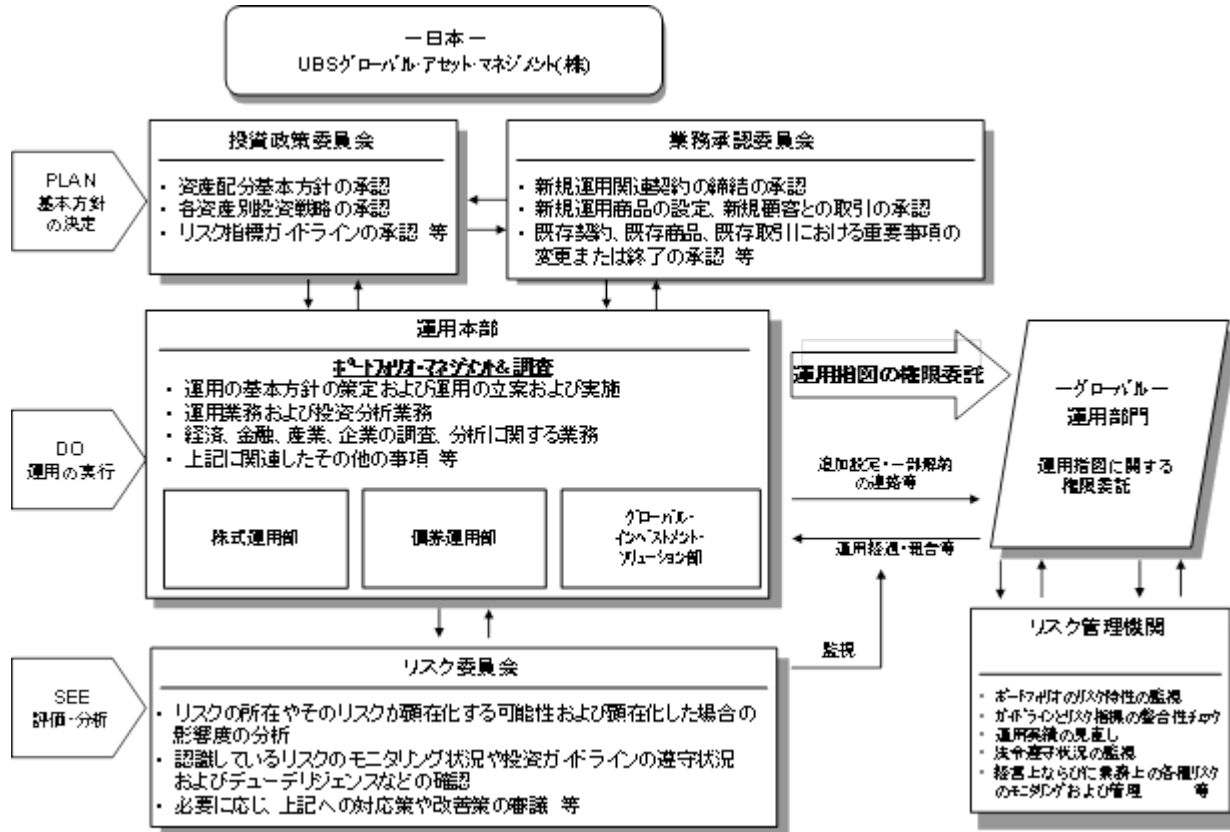 ―日本―
UBSグローバル・アセット・マネジメント(株)
PLAN
基本方針
の決定
投資政策委員会
・ 資産配分基本方針の承認
・ 各資産別投資戦略の承認
・ リスク指標ガイドラインの承認 等
業務承認委員会
・ 新規運用関連契約の締結の承認
・ 新規運用商品の設定、新規顧客との取引の承認
・ 既存契約、既存商品、既存取引における重要事項の
変更または終了の承認 等
DO
運用の実行
運用本部
ポートフォリオ・マネジメント&調査
・ 運用の基本方針の策定および運用の立案および実施
・ 運用業務および投資分析業務
・ 経済、金融、産業、企業の調査、分析に関する業務
・ 上記に関連したその他の事項 等
株式運用部
債券運用部
グローバル・
インベストメント・
ソリューション部
運用指図の権限委託
追加設定・一部解約
の連絡等
運用経過・報告等
監視
―グローバル―
運用部門
運用指図に関する
権限委託
SEE
評価・分析
リスク委員会
・ リスクの所在やそのリスクが顕在化する可能性および顕在化した場合の
影響度の分析
・ 認識しているリスクのモニタリング状況や投資ガイドラインの遵守状況
およびデューデリジェンスなどの確認
・ 必要に応じ、上記への対応策や改善策の審議 等
リスク管理機関
・ ポートフォリオのリスク特性の監視
・ ガイドラインとリスク指標の整合性チェック
・ 運用実績の見直し
・ 法令遵守状況の監視
・ 経営上ならびに業務上の各種リスク
のモニタリングおよび管理 等